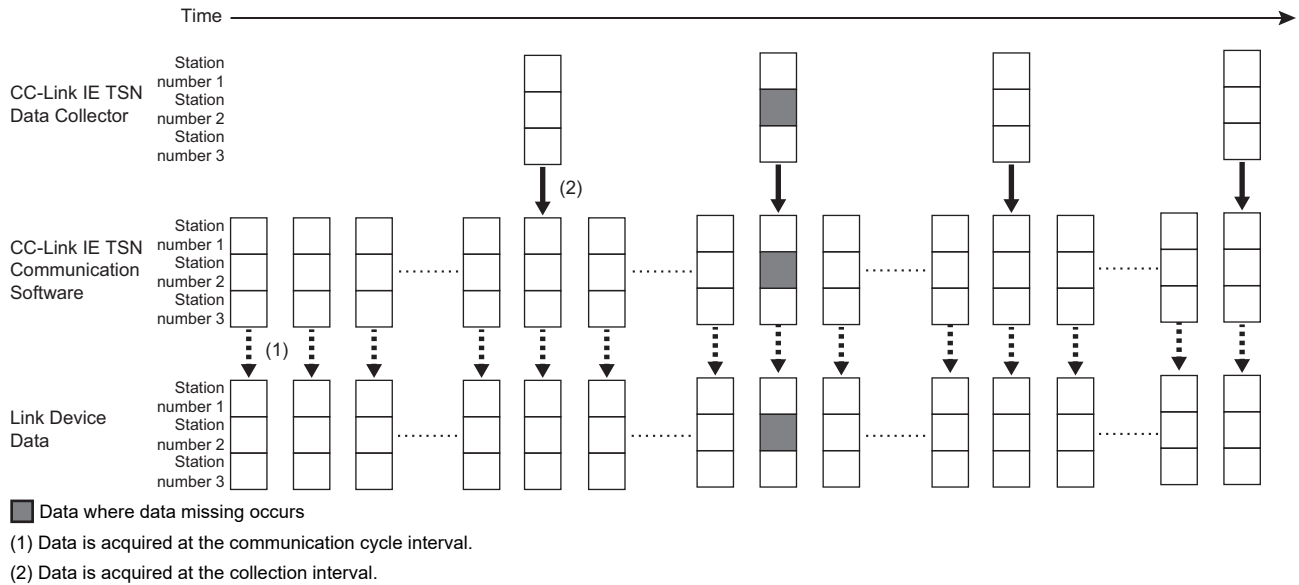 Time
CC-Link IE TSN
Data Collector
Station
number 1
Station
number 2
Station
number 3
(2)
CC-Link IE TSN
Communication
Software
Station
number 1
Station
number 2
Station
number 3
(1)
Link Device
Data
Station
number 1
Station
number 2
Station
number 3
Data where data missing occurs
(1) Data is acquired at the communication cycle interval.
(2) Data is acquired at the collection interval.